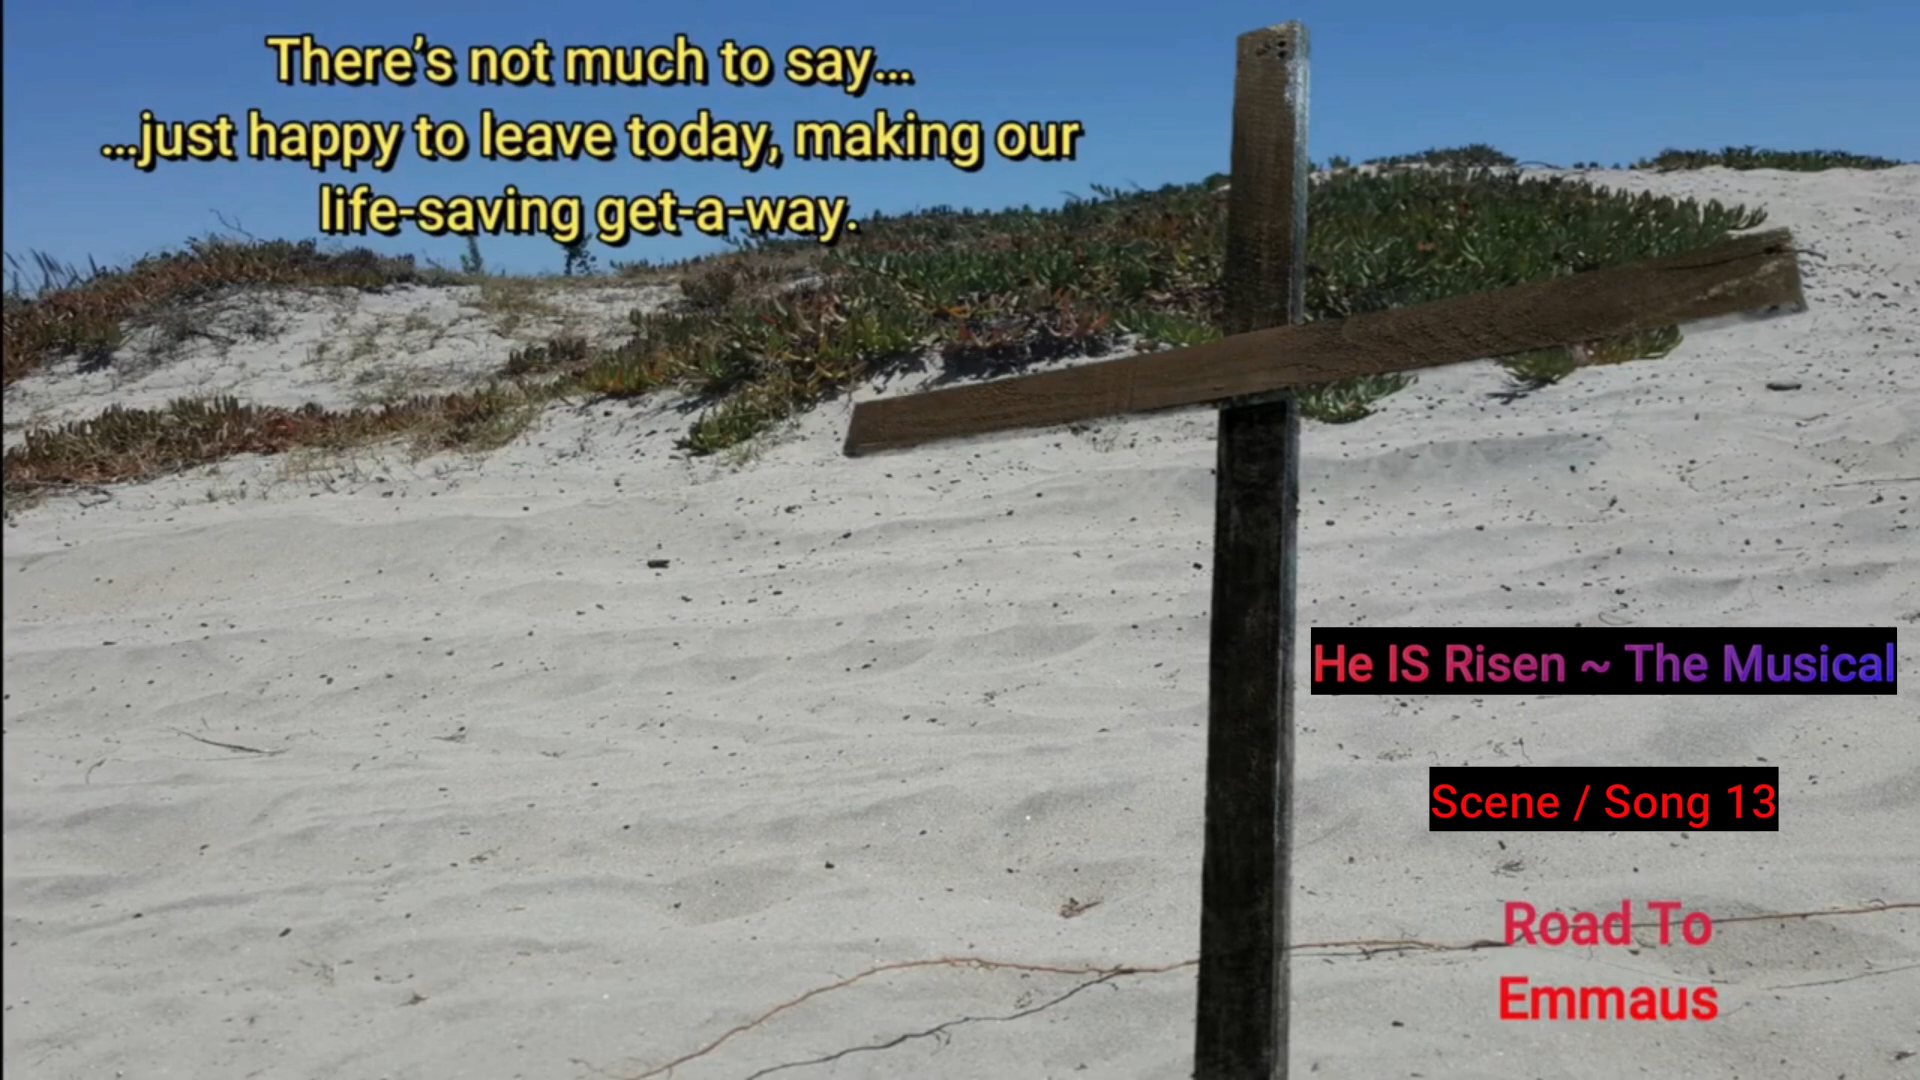 There’s not much to say...
...just happy to leave today, making our
life-saving get-a-way.
He IS Risen ~ The Musical
Scene / Song 13
Road To
Emmaus